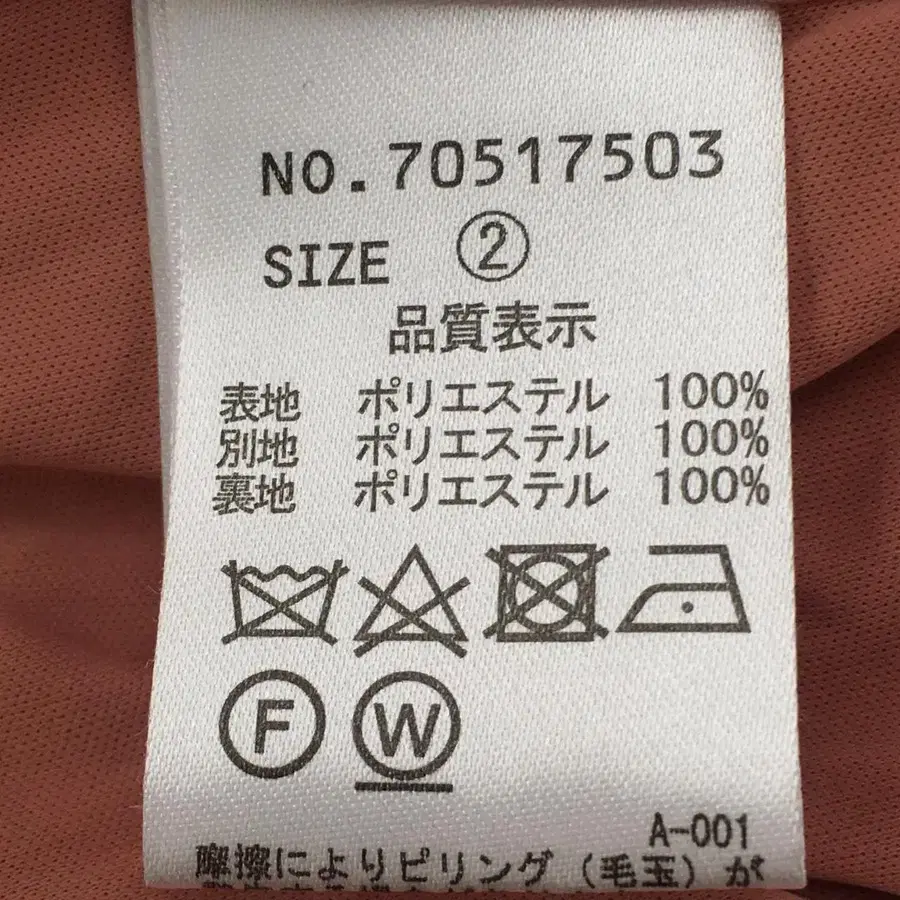 NO.70517503
SIZE ②
品質表示
表地 ポリエステル 100%
別地 ポリエステル 100%
裏地 ポリエステル 100%
F W
A-001
摩擦によりピリング(毛玉)が